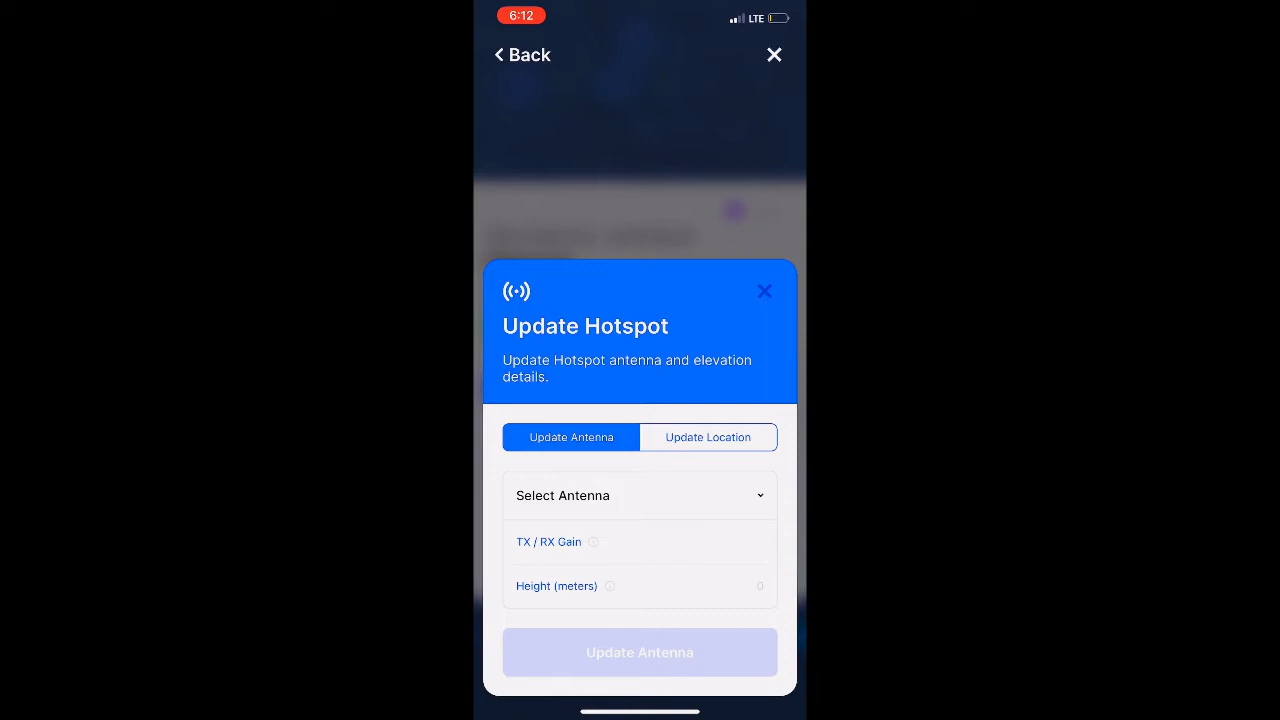 6:12
LTE
Back
Update Hotspot
Update Hotspot antenna and elevation
details.
Update Antenna
Update Location
Select Antenna
TX / RX Gain
Height (meters)
0
Update Antenna